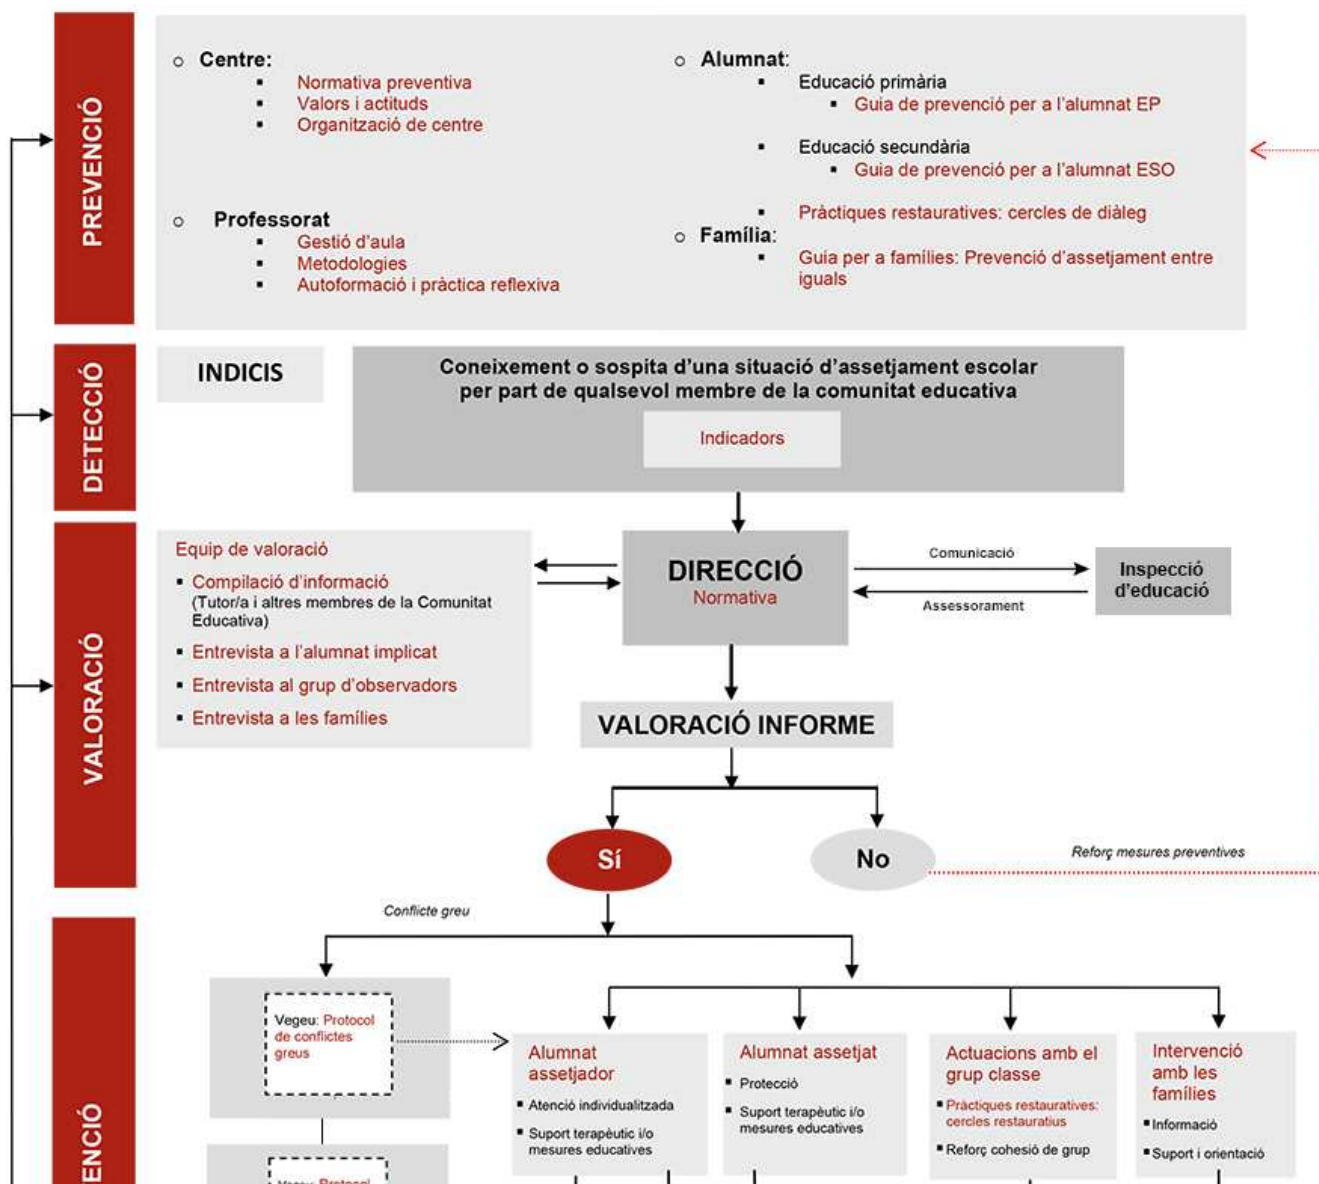 PREVENCIÓ
Centre:
Normativa preventiva
Valors i actituds
Organització de centre
Professorat
Gestió d'aula
Metodologies
Autoformació i pràctica reflexiva
Alumnat:
Educació primària
Guia de prevenció per a l'alumnat EP
Educació secundària
Guia de prevenció per a l'alumnat ESO
Pràctiques restauratives: cercles de diàleg
Família:
Guia per a famílies: Prevenció d'assetjament entre
iguals
DETECCIÓ
INDICIS
Coneixement o sospita d'una situació d'assetjament escolar
per part de qualsevol membre de la comunitat educativa
Indicadors
VALORACIÓ
Equip de valoració
Compilació d'informació
(Tutor/a i altres membres de la Comunitat
Educativa)
Entrevista a l'alumnat implicat
Entrevista al grup d'observadors
Entrevista a les famílies
DIRECCIÓ
Normativa
Comunicació
Assessorament
Inspecció
d'educació
VALORACIÓ INFORME
Sí
No
Reforç mesures preventives
Conflicte greu
ENCIÓ
Vegeu: Protocol
de conflictes
greus
Alumnat
assetjador
Atenció individualitzada
Suport terapèutic i/o
mesures educatives
Alumnat assetjat
Protecció
Suport terapèutic i/o
mesures educatives
Actuacions amb el
grup classe
Pràctiques restauratives:
cercles restauratius
Reforç cohesió de grup
Intervenció
amb les
famílies
Informació
Suport i orientació
Vegeu: Protocol